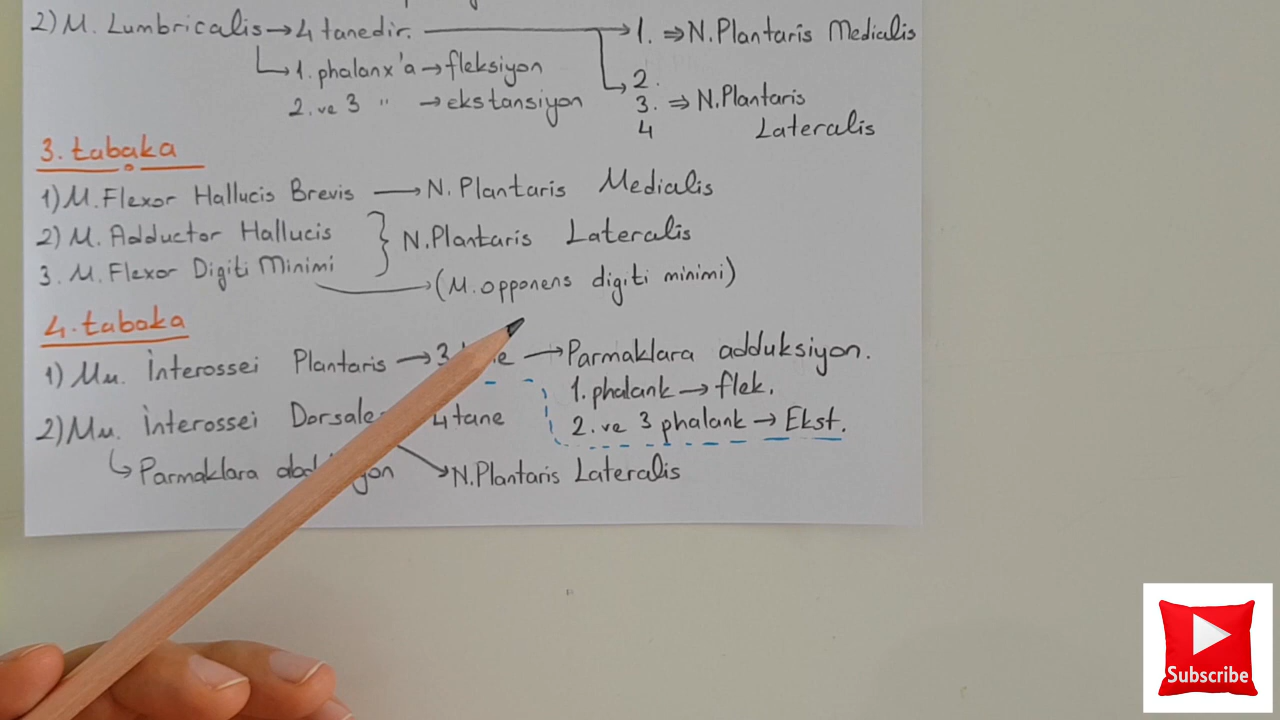 2) M. Lumbricalis → 4 tanedir. → 1. ⇒ N. Plantaris Medialis
→ 1. phalanx'a → fleksiyon
2.
2. ve 3 " → ekstansiyon
3. ⇒ N. Plantaris
4 Lateralis
3. tabaka
1) M. Flexor Hallucis Brevis → N. Plantaris Medialis
2) M. Adductor Hallucis } N. Plantaris Lateralis
3. M. Flexor Digiti Minimi → (M. opponens digiti minimi)
4. tabaka
1) Mm. İnterossei Plantaris → 3 → Parmaklara adduksiyon.
1. phalank → flek.
2. ve 3 phalank → Ekst.
2) Mm. İnterossei 4 tane
↳ Parmaklara
→ N. Plantaris Lateralis
Subscribe